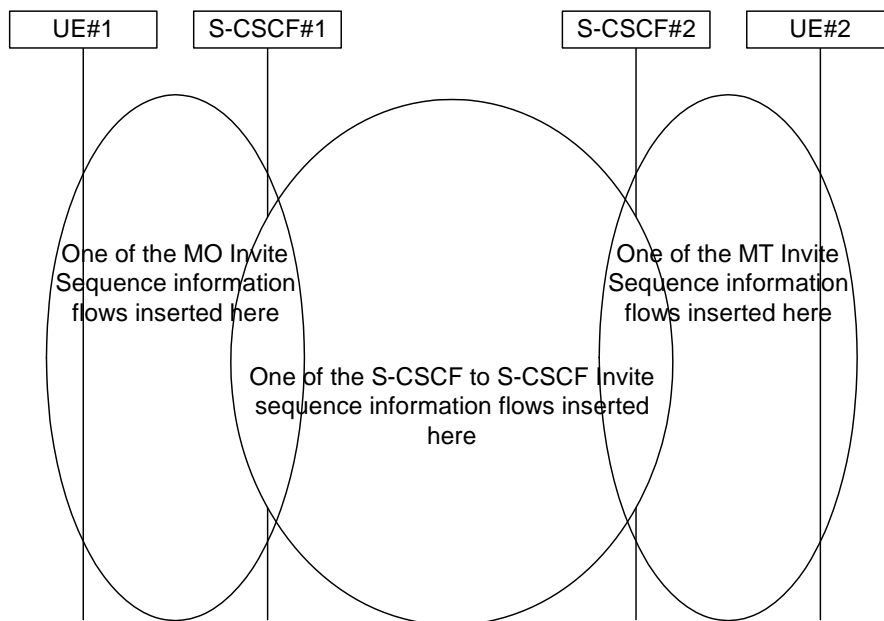 UE#1
S-CSCF#1
S-CSCF#2
UE#2
One of the MO Invite
Sequence information
flows inserted here
One of the MT Invite
Sequence information
flows inserted here
One of the S-CSCF to S-CSCF Invite
sequence information flows inserted
here